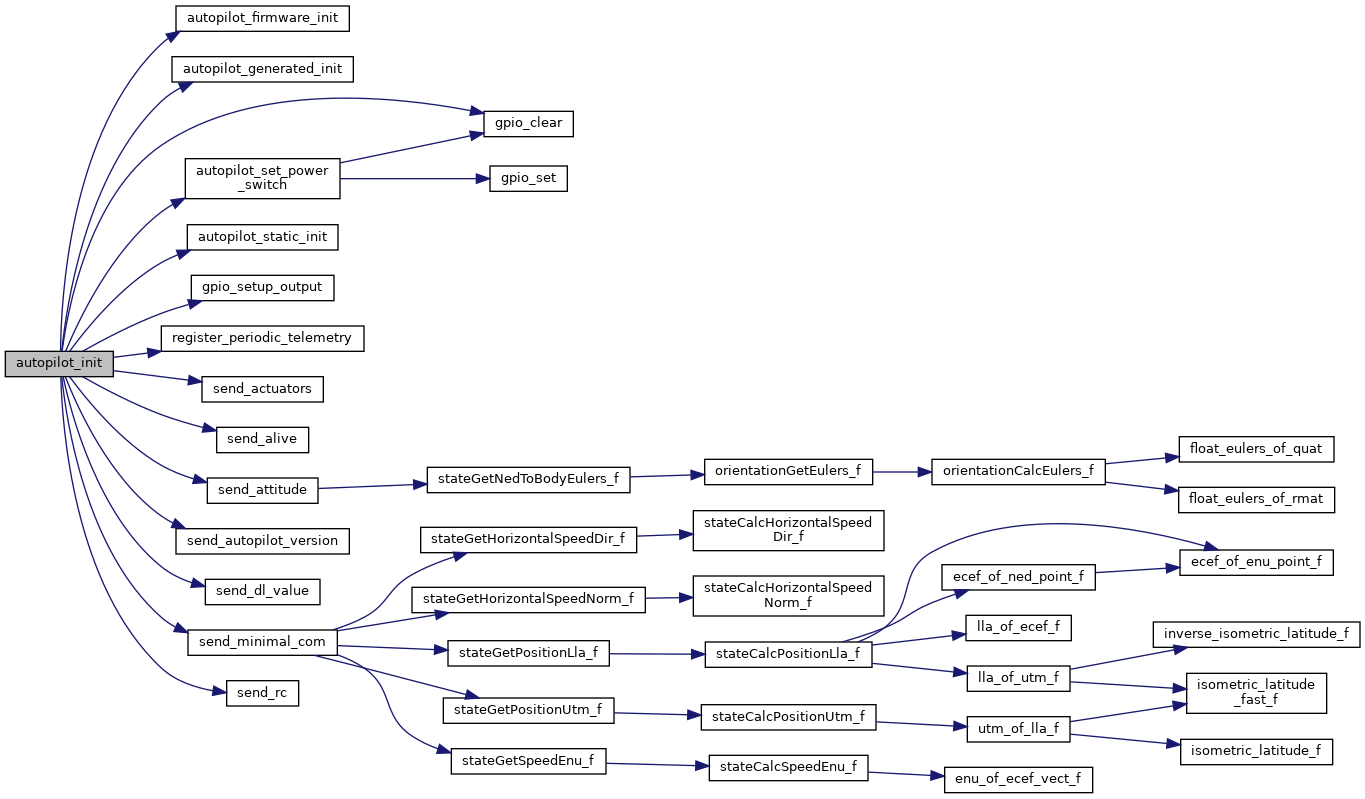 autopilot_init
autopilot_firmware_init
autopilot_generated_init
gpio_clear
autopilot_set_power
_switch
gpio_set
autopilot_static_init
gpio_setup_output
register_periodic_telemetry
send_actuators
send_alive
send_attitude
stateGetNedToBodyEulers_f
orientationGetEulers_f
orientationCalcEulers_f
float_eulers_of_quat
float_eulers_of_rmat
send_autopilot_version
send_dl_value
send_minimal_com
stateGetHorizontalSpeedDir_f
stateCalcHorizontalSpeed
Dir_f
stateGetHorizontalSpeedNorm_f
stateCalcHorizontalSpeed
Norm_f
stateGetPositionLla_f
stateCalcPositionLla_f
ecef_of_enu_point_f
ecef_of_ned_point_f
lla_of_ecef_f
lla_of_utm_f
inverse_isometric_latitude_f
isometric_latitude
_fast_f
stateGetPositionUtm_f
stateCalcPositionUtm_f
utm_of_lla_f
isometric_latitude_f
stateGetSpeedEnu_f
stateCalcSpeedEnu_f
enu_of_ecef_vect_f
send_rc